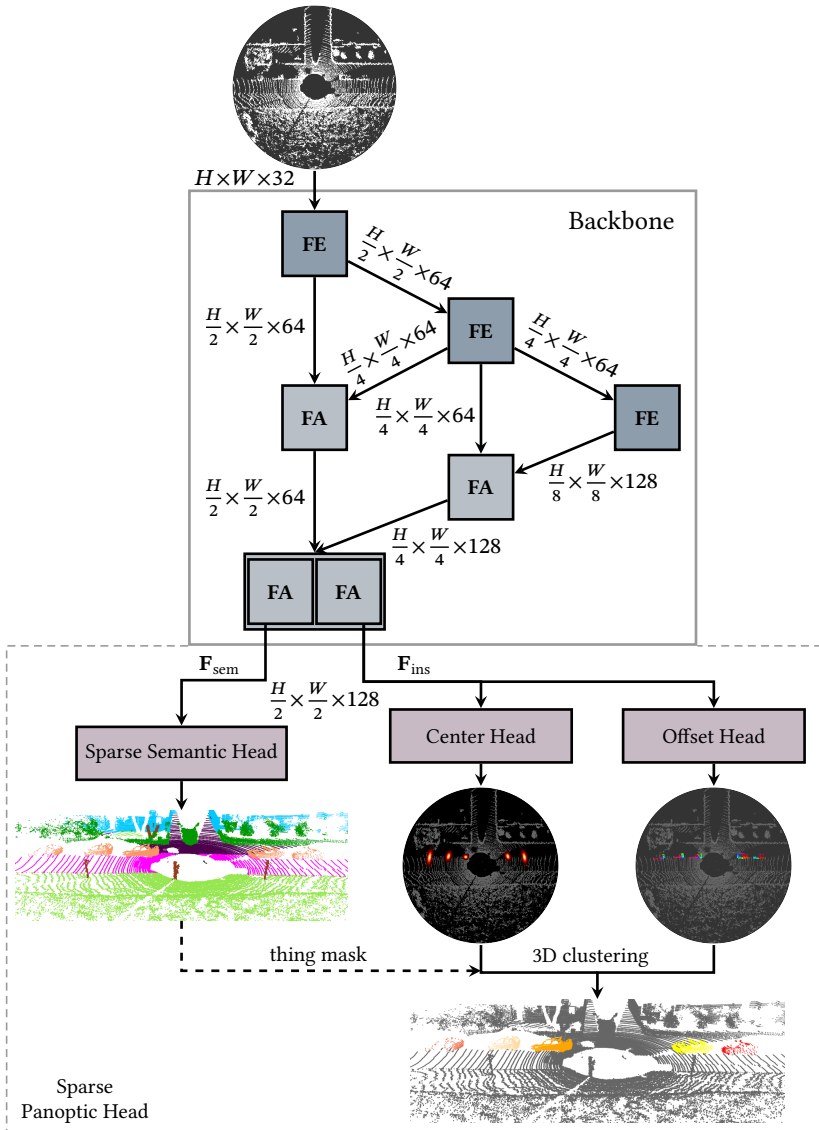 H×W×32
Backbone
FE
H/2×W/2×64
H/2×W/2×64
FE
H/4×W/4×64
H/4×W/4×64
FA
H/4×W/4×64
FE
H/2×W/2×64
FA
H/8×W/8×128
H/4×W/4×128
FA FA
F_sem
F_ins
H/2×W/2×128
Sparse Semantic Head
Center Head
Offset Head
thing mask
3D clustering
Sparse
Panoptic Head